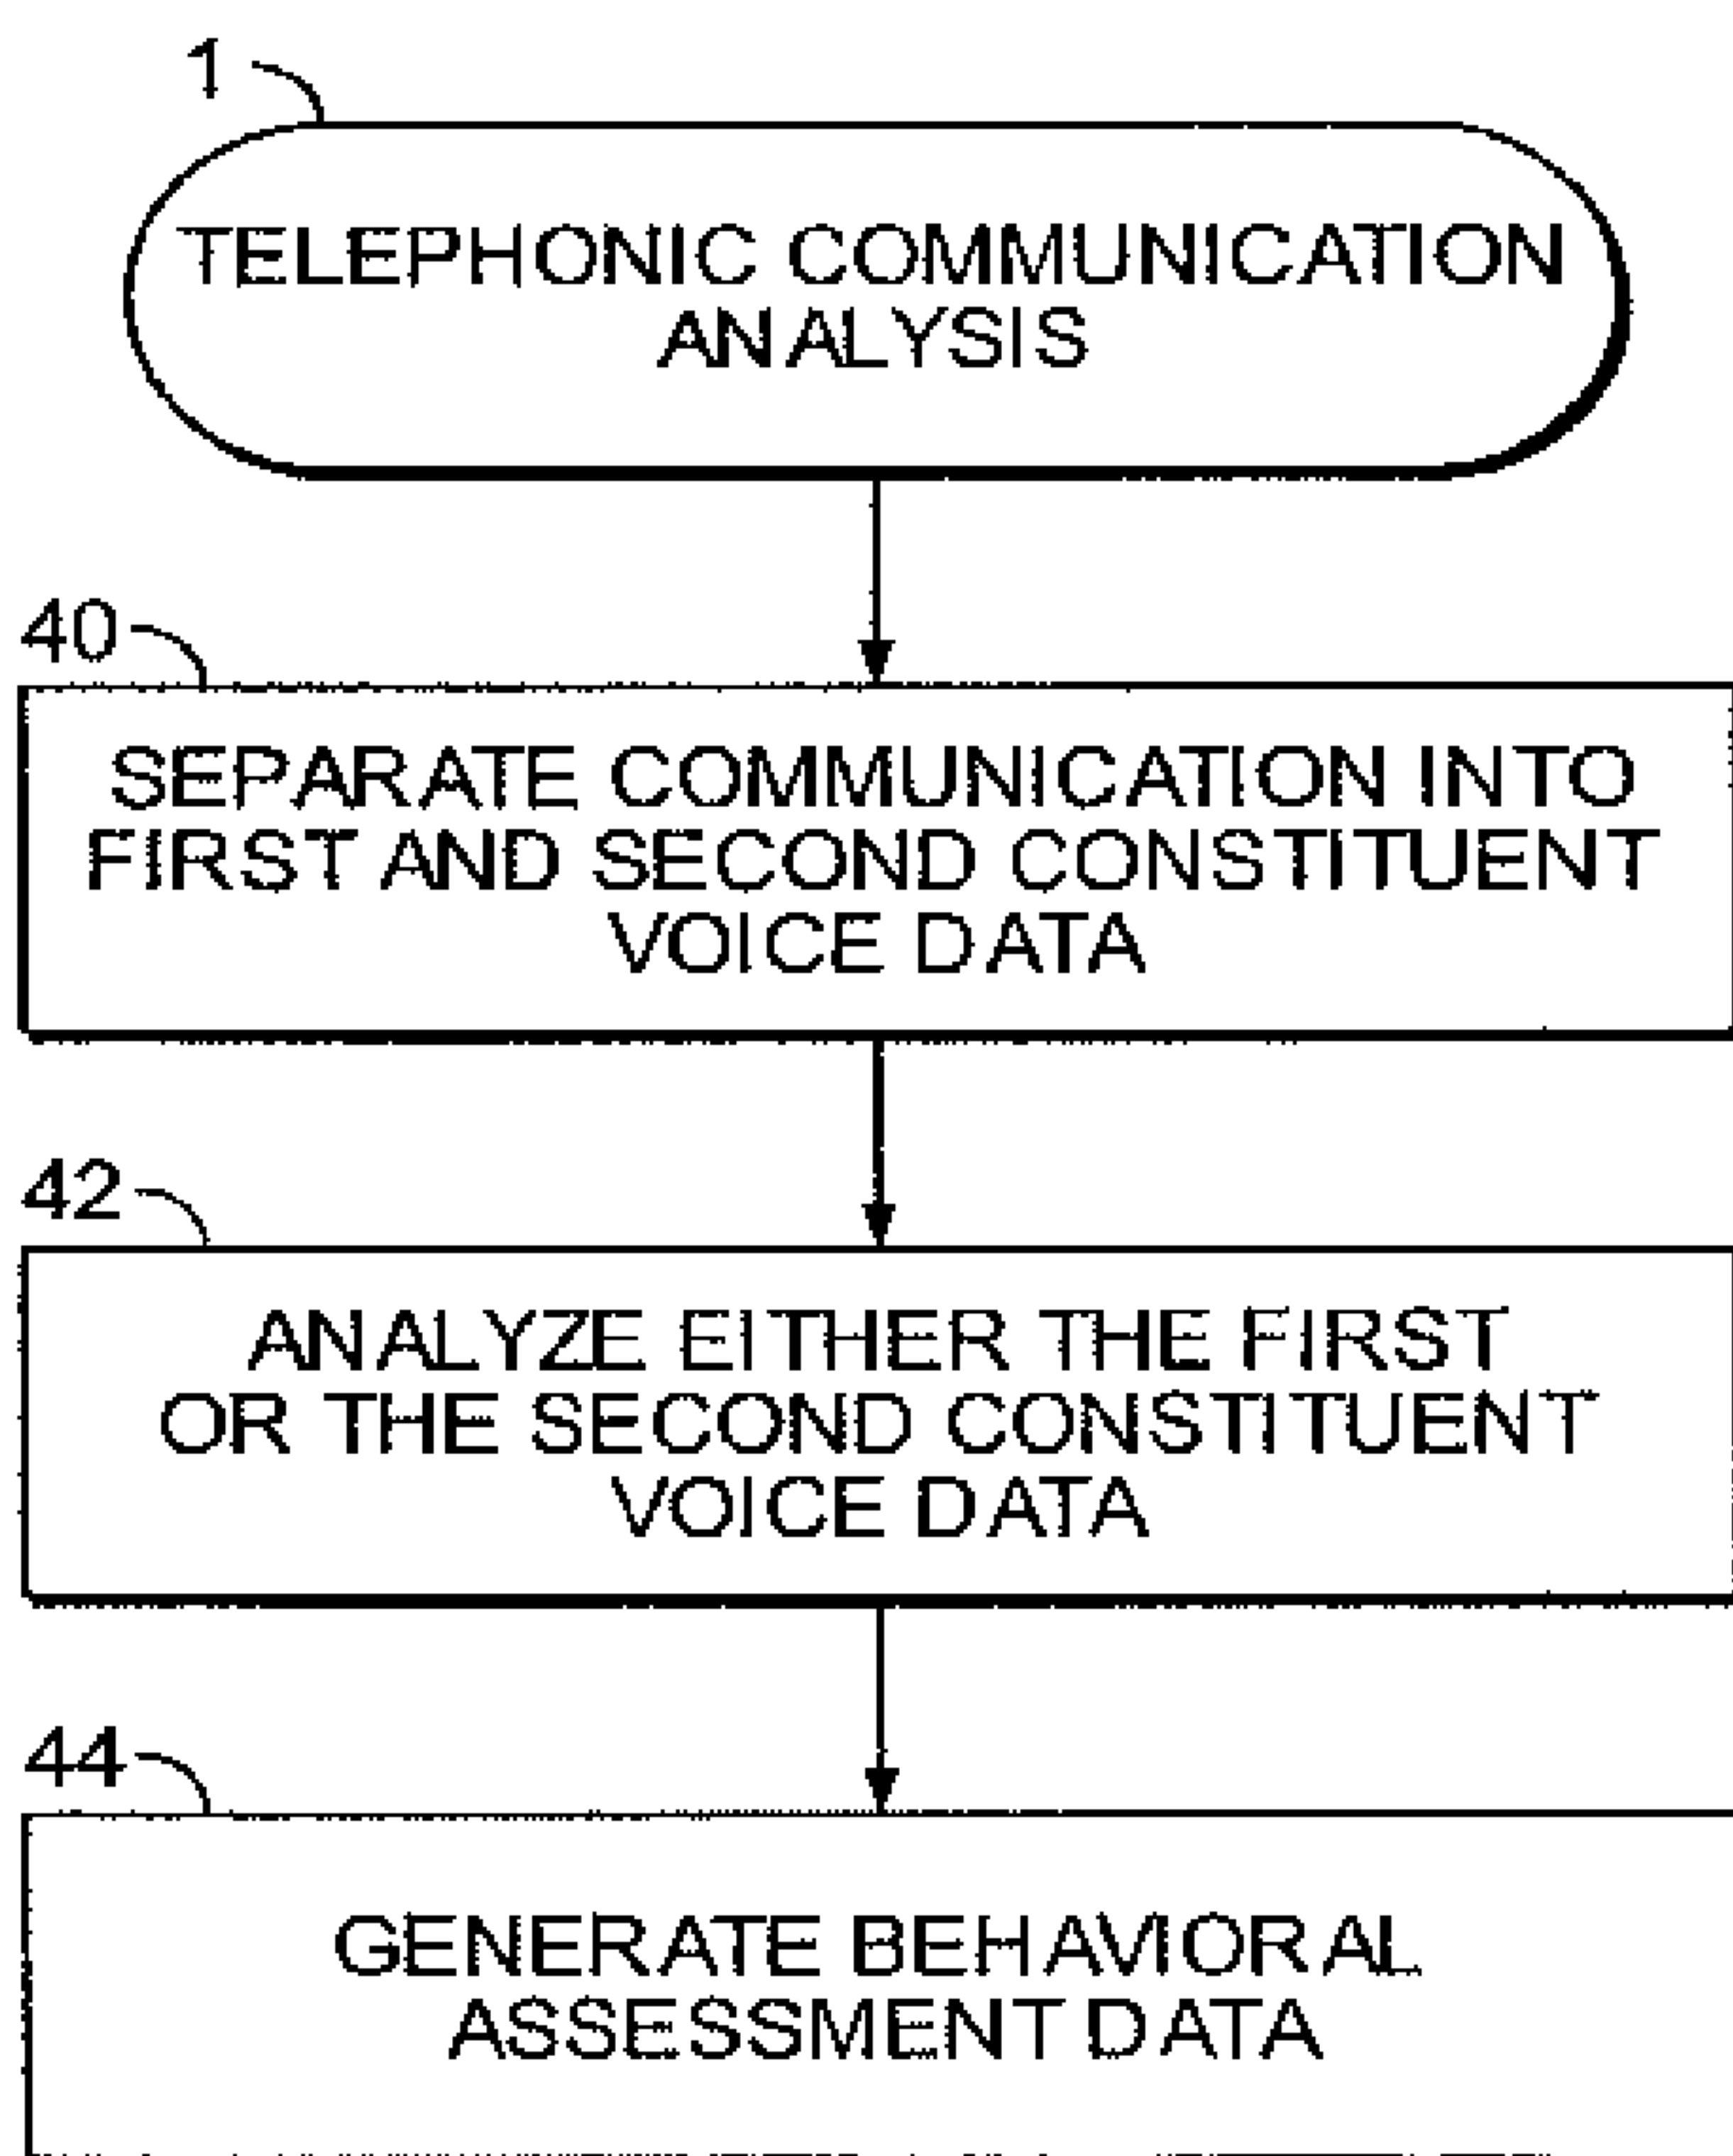 1
TELEPHONIC COMMUNICATION
ANALYSIS
40
SEPARATE COMMUNICATION INTO
FIRST AND SECOND CONSTITUENT
VOICE DATA
42
ANALYZE EITHER THE FIRST
OR THE SECOND CONSTITUENT
VOICE DATA
44
GENERATE BEHAVIORAL
ASSESSMENT DATA